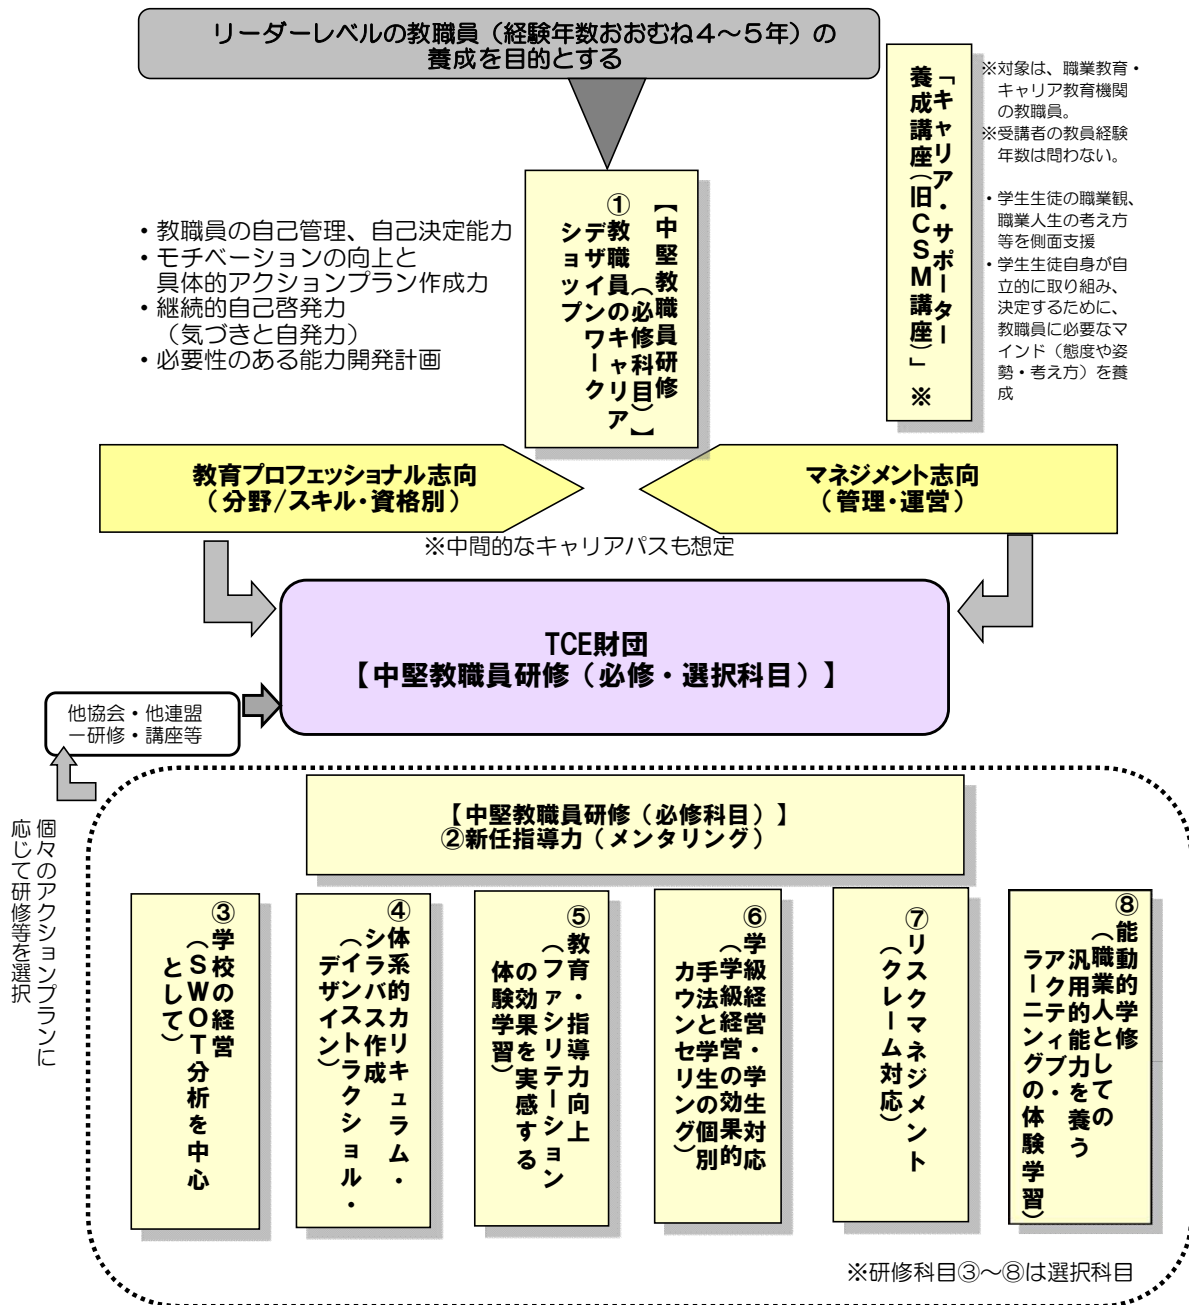 リーダーレベルの教職員（経験年数おおむね４～５年）の
養成を目的とする
「キャリア・サポーター
養成講座（旧ＣＳＭ講座）」※
※対象は、職業教育・
キャリア教育機関
の教職員。
※受講者の教員経験
年数は問わない。
・学生生徒の職業観、
職業人生の考え方
等を側面支援
・学生生徒自身が自
立的に取り組み、
決定するために、
教職員に必要なマ
インド（態度や姿
勢・考え方）を養
成
・教職員の自己管理、自己決定能力
・モチベーションの向上と
具体的アクションプラン作成力
・継続的自己啓発力
（気づきと自発力）
・必要性のある能力開発計画
【中堅教職員研修
（必修科目）】
①教職員のキャリア
デザインワーク
ショップ
教育プロフェッショナル志向
（分野/スキル・資格別）
マネジメント志向
（管理・運営）
※中間的なキャリアパスも想定
TCE財団
【中堅教職員研修（必修・選択科目）】
他協会・他連盟
－研修・講座等
個々のアクションプランに
応じて研修等を選択
【中堅教職員研修（必修科目）】
②新任指導力（メンタリング）
③学校の経営
（ＳＷＯＴ分析を中心
として）
④体系的カリキュラム・
シラバス作成
（インストラクショナル・
デザイン）
⑤教育・指導力向上
（ファシリテーション
の効果を実感する
体験学習）
⑥学級経営・学生対応
（学級経営の効果的
手法と学生の個別
カウンセリング）
⑦リスクマネジメント
（クレーム対応）
⑧能動的学修
（職業人としての
汎用的能力を養う
アクティブ・
ラーニングの体験学習）
※研修科目③～⑧は選択科目